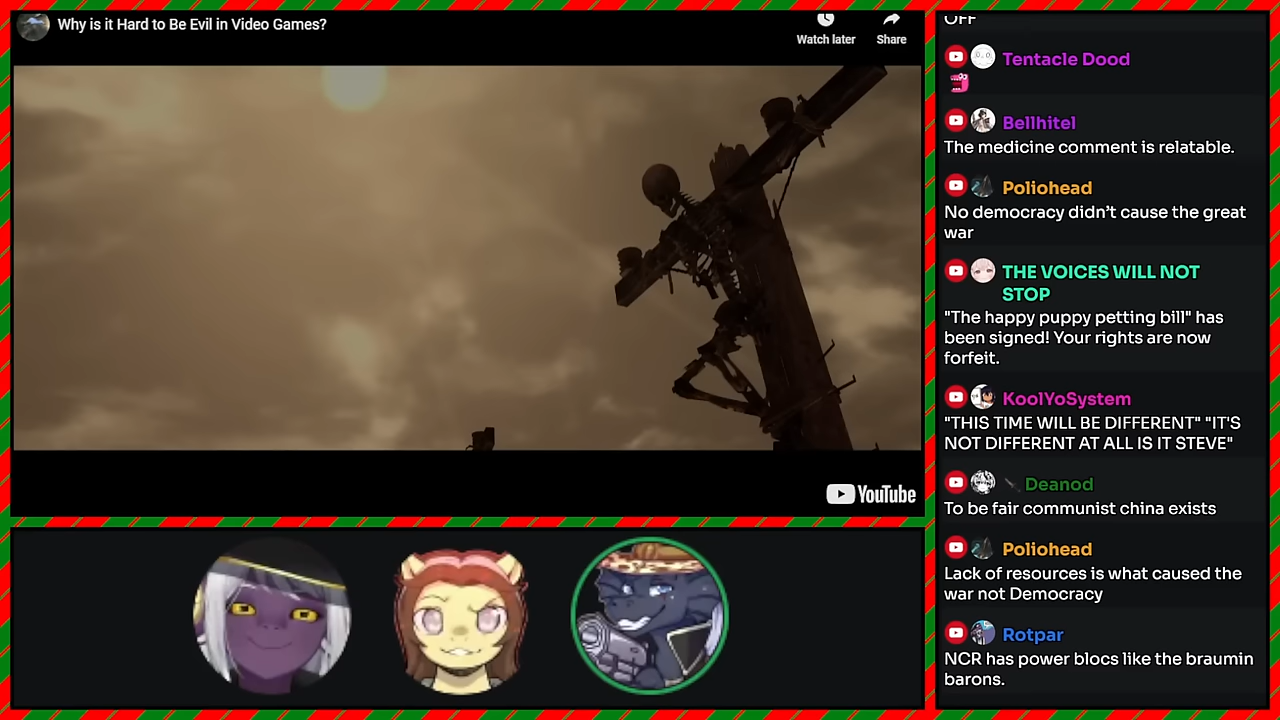 Why is it Hard to Be Evil in Video Games?
Watch later
Share
YouTube
OFF
Tentacle Dood
Bellhitel
The medicine comment is relatable.
Poliohead
No democracy didn’t cause the great
war
THE VOICES WILL NOT
STOP
"The happy puppy petting bill" has
been signed! Your rights are now
forfeit.
KoolYoSystem
"THIS TIME WILL BE DIFFERENT" "IT'S
NOT DIFFERENT AT ALL IS IT STEVE"
Deanod
To be fair communist china exists
Poliohead
Lack of resources is what caused the
war not Democracy
Rotpar
NCR has power blocs like the braumin
barons.